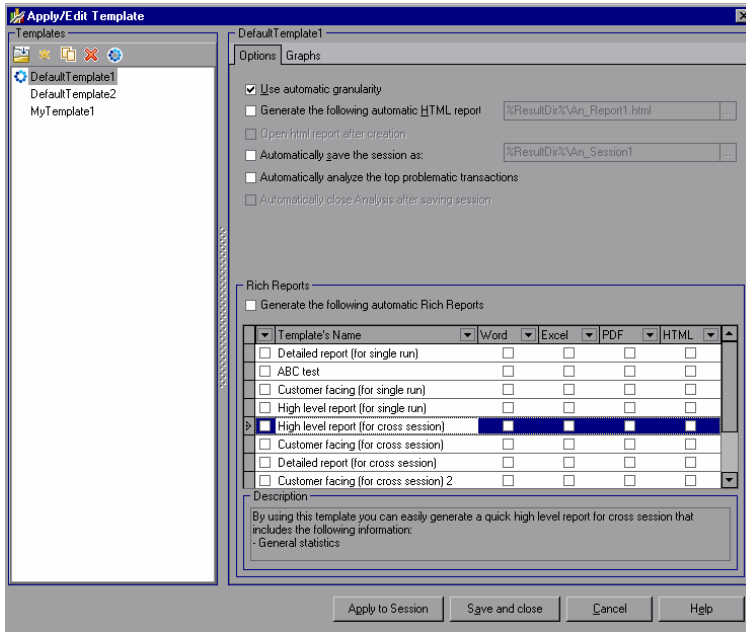 Apply/Edit Template
Templates
DefaultTemplate1
DefaultTemplate2
MyTemplate1
DefaultTemplate1
Options Graphs
Use automatic granularity
Generate the following automatic HTML report %ResultDir%\An_Report1.html ...
Open html report after creation
Automatically save the session as: %ResultDir%\An_Session1 ...
Automatically analyze the top problematic transactions
Automatically close Analysis after saving session
Rich Reports
Generate the following automatic Rich Reports
Template's Name Word Excel PDF HTML
Detailed report (for single run)
ABC test
Customer facing (for single run)
High level report (for single run)
High level report (for cross session)
Customer facing (for cross session)
Detailed report (for cross session)
Customer facing (for cross session) 2
Description
By using this template you can easily generate a quick high level report for cross session that
includes the following information:
- General statistics
Apply to Session Save and close Cancel Help